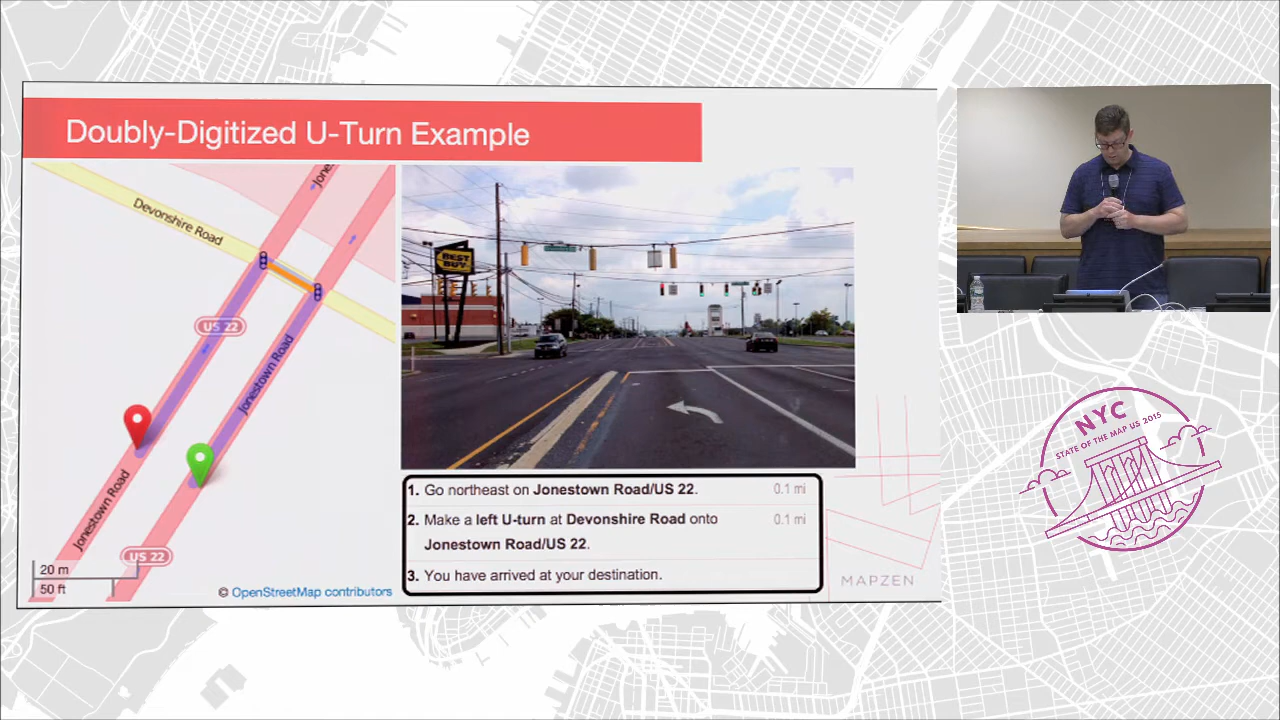 Doubly-Digitized U-Turn Example
Devonshire Road
Jones
US 22
Jonestown Road
Jonestown Road
US 22
20 m
50 ft
© OpenStreetMap contributors
BEST BUY
1. Go northeast on Jonestown Road/US 22. 0.1 mi
2. Make a left U-turn at Devonshire Road onto 0.1 mi
Jonestown Road/US 22.
3. You have arrived at your destination.
MAPZEN
NYC
STATE OF THE MAP US 2015